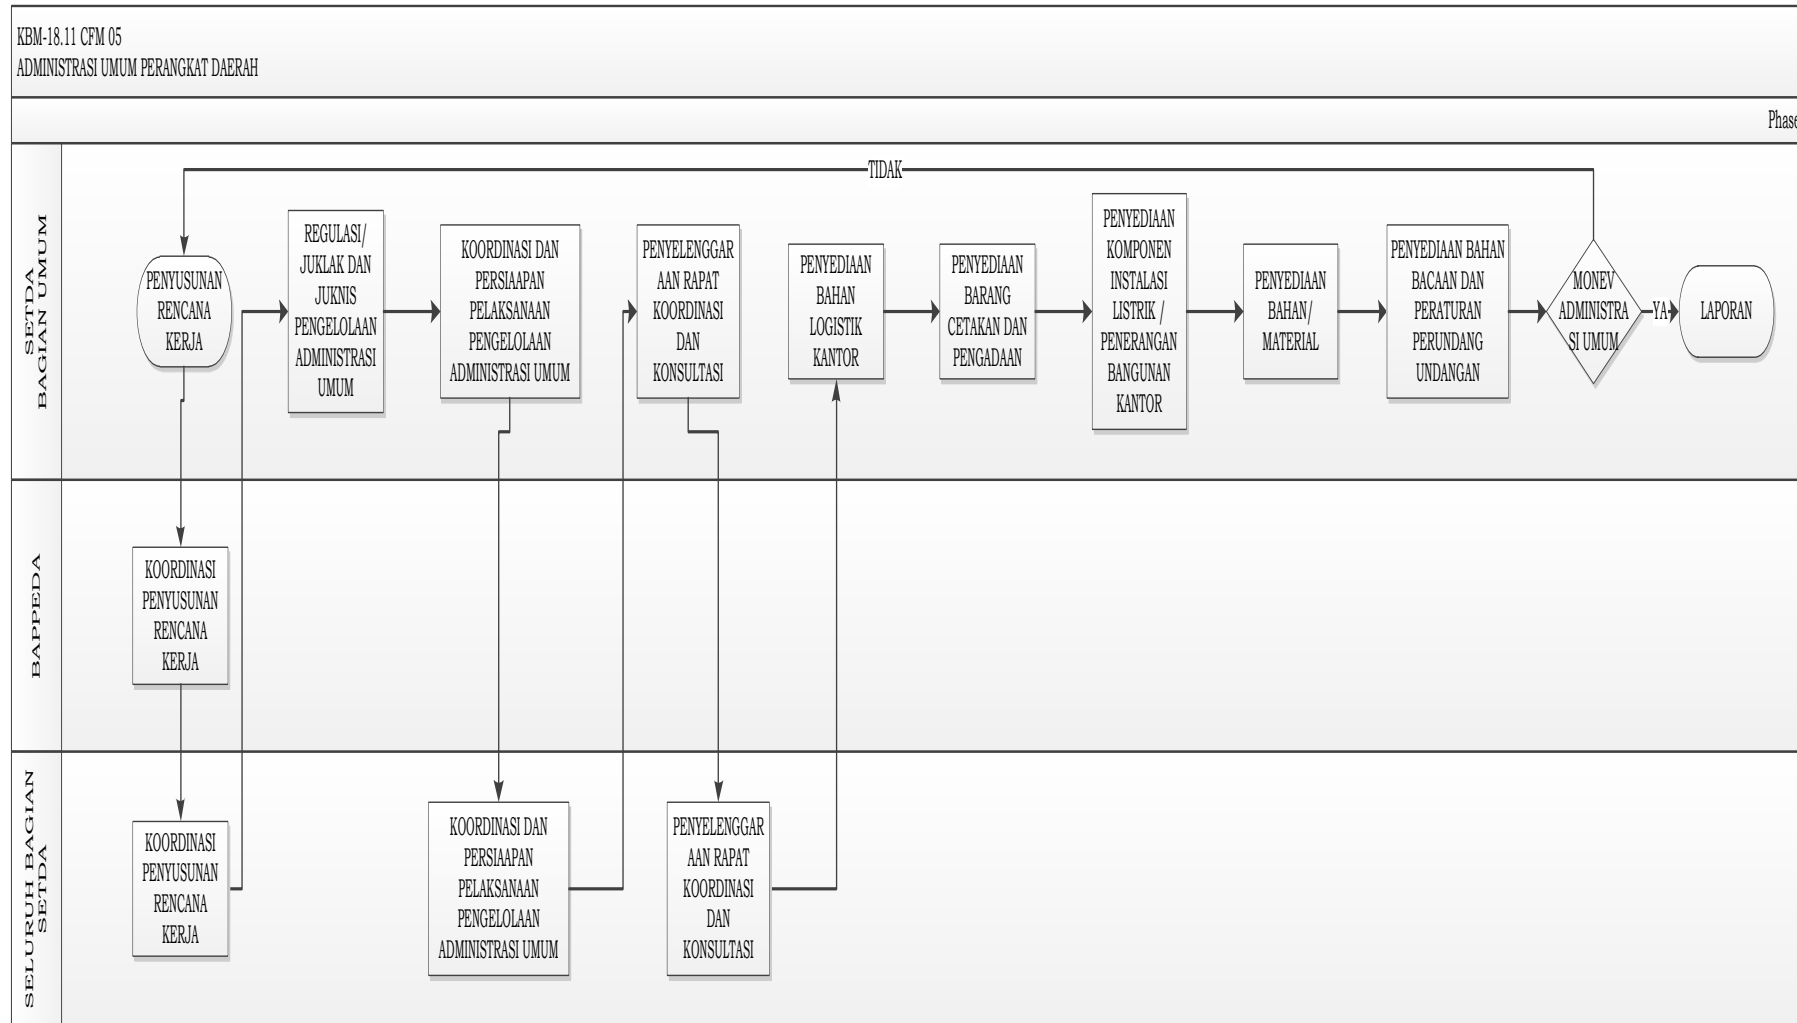 KBM-18.11 CFM 05
ADMINISTRASI UMUM PERANGKAT DAERAH
Phase
SETDA
BAGIAN UMUM
TIDAK
PENYUSUNAN
RENCANA
KERJA
REGULASI/
JUKLAK DAN
JUKNIS
PENGELOLAAN
ADMINISTRASI
UMUM
KOORDINASI DAN
PERSIAAPAN
PELAKSANAAN
PENGELOLAAN
ADMINISTRASI UMUM
PENYELENGGAR
AAN RAPAT
KOORDINASI
DAN
KONSULTASI
PENYEDIAAN
BAHAN
LOGISTIK
KANTOR
PENYEDIAAN
BARANG
CETAKAN DAN
PENGADAAN
PENYEDIAAN
KOMPONEN
INSTALASI
LISTRIK /
PENERANGAN
BANGUNAN
KANTOR
PENYEDIAAN
BAHAN/
MATERIAL
PENYEDIAAN BAHAN
BACAAN DAN
PERATURAN
PERUNDANG
UNDANGAN
MONEV
ADMINISTRA
SI UMUM
YA
LAPORAN
BAPPEDA
KOORDINASI
PENYUSUNAN
RENCANA
KERJA
SELURUH BAGIAN
SETDA
KOORDINASI
PENYUSUNAN
RENCANA
KERJA
KOORDINASI DAN
PERSIAAPAN
PELAKSANAAN
PENGELOLAAN
ADMINISTRASI UMUM
PENYELENGGAR
AAN RAPAT
KOORDINASI
DAN
KONSULTASI